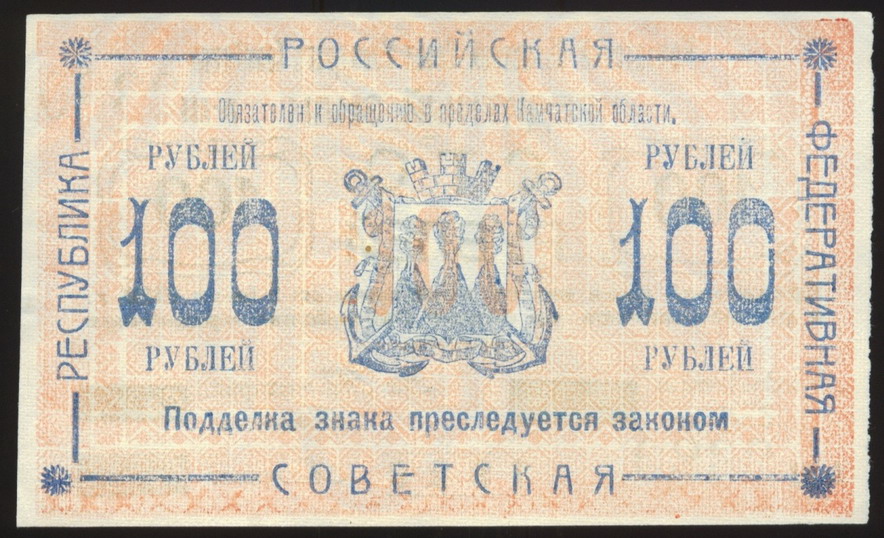 РОССИЙСКАЯ
Обязателен к обращению в пределах Камчатской области.
РУБЛЕЙ
100
РУБЛЕЙ
РУБЛЕЙ
100
РУБЛЕЙ
Подделка знака преследуется законом
ФЕДЕРАТИВНАЯ
СОВЕТСКАЯ
РЕСПУБЛИКА